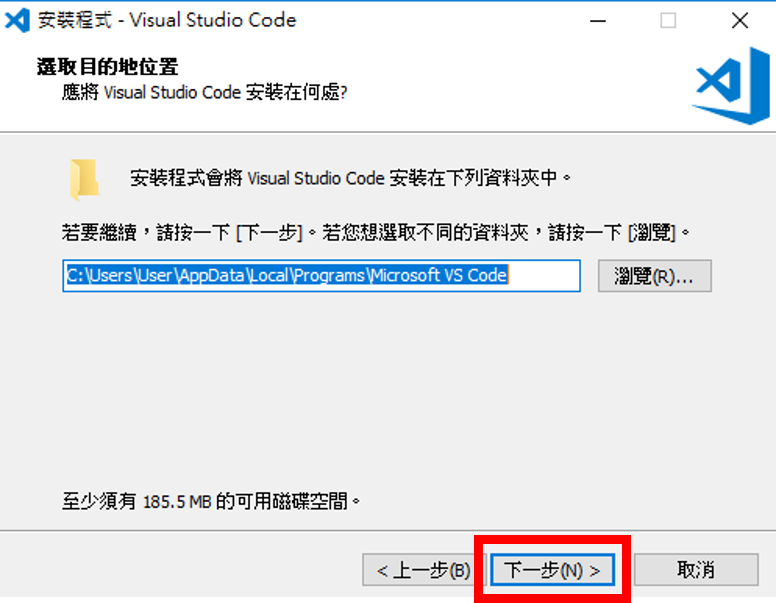 安裝程式 - Visual Studio Code
選取目的地位置
應將 Visual Studio Code 安裝在何處?
安裝程式會將 Visual Studio Code 安裝在下列資料夾中。
若要繼續，請按一下 [下一步]。若您想選取不同的資料夾，請按一下 [瀏覽]。
C:\Users\User\AppData\Local\Programs\Microsoft VS Code
瀏覽(R)...
至少須有 185.5 MB 的可用磁碟空間。
< 上一步(B)
下一步(N) >
取消